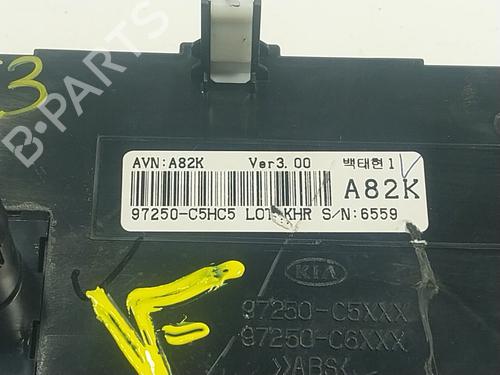 AVN:A82K Ver3.00 백태현1
A82K
97250-C5HC5 LOT:KHR S/N:6559
KIA
97250-C5XXX
97250-C6XXX
>ABS<